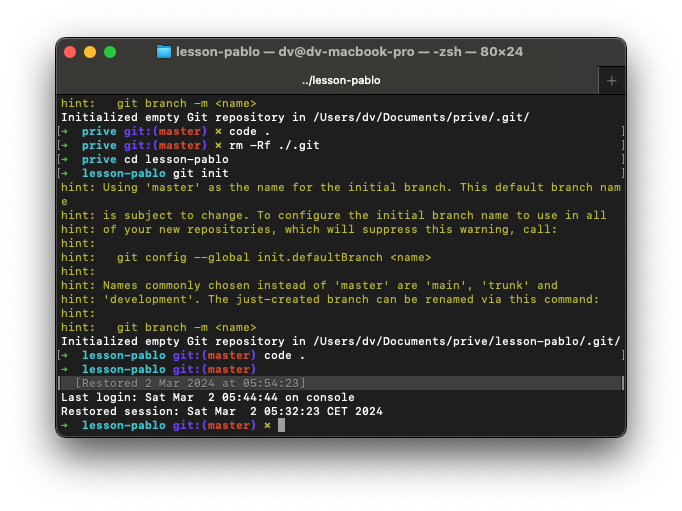 lesson-pablo — dv@dv-macbook-pro — -zsh — 80×24
../lesson-pablo
hint:   git branch -m <name>
Initialized empty Git repository in /Users/dv/Documents/prive/.git/
[➜  prive git:(master) ✗ code .                                                 ]
[➜  prive git:(master) ✗ rm -Rf ./.git                                          ]
[➜  prive cd lesson-pablo                                                       ]
[➜  lesson-pablo git init                                                       ]
hint: Using 'master' as the name for the initial branch. This default branch nam
e
hint: is subject to change. To configure the initial branch name to use in all
hint: of your new repositories, which will suppress this warning, call:
hint:
hint:   git config --global init.defaultBranch <name>
hint:
hint: Names commonly chosen instead of 'master' are 'main', 'trunk' and
hint: 'development'. The just-created branch can be renamed via this command:
hint:
hint:   git branch -m <name>
Initialized empty Git repository in /Users/dv/Documents/prive/lesson-pablo/.git/
[➜  lesson-pablo git:(master) code .                                            ]
➜  lesson-pablo git:(master)
[Restored 2 Mar 2024 at 05:54:23]
Last login: Sat Mar  2 05:44:44 on console
Restored session: Sat Mar  2 05:32:23 CET 2024
➜  lesson-pablo git:(master) ✗